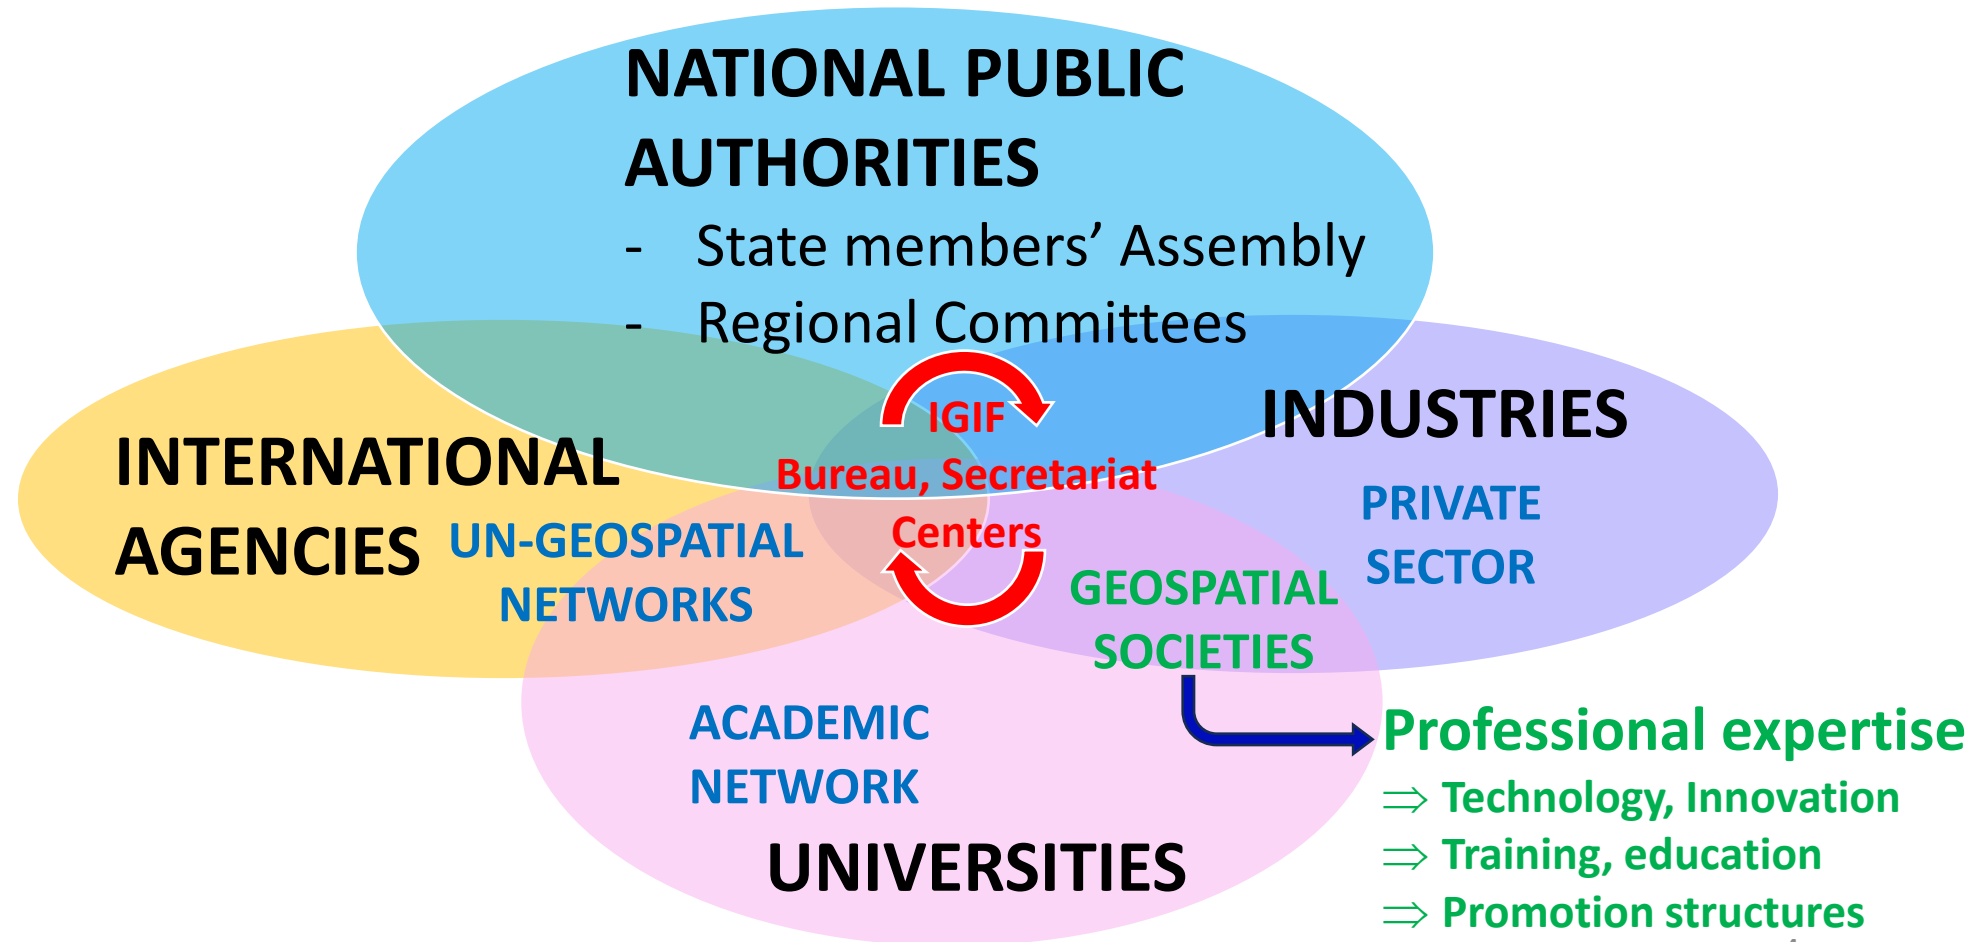 NATIONAL PUBLIC
AUTHORITIES
- State members’ Assembly
- Regional Committees
INTERNATIONAL
AGENCIES
UN-GEOSPATIAL
NETWORKS
IGIF
Bureau, Secretariat
Centers
INDUSTRIES
PRIVATE
SECTOR
GEOSPATIAL
SOCIETIES
ACADEMIC
NETWORK
UNIVERSITIES
Professional expertise
⇒ Technology, Innovation
⇒ Training, education
⇒ Promotion structures